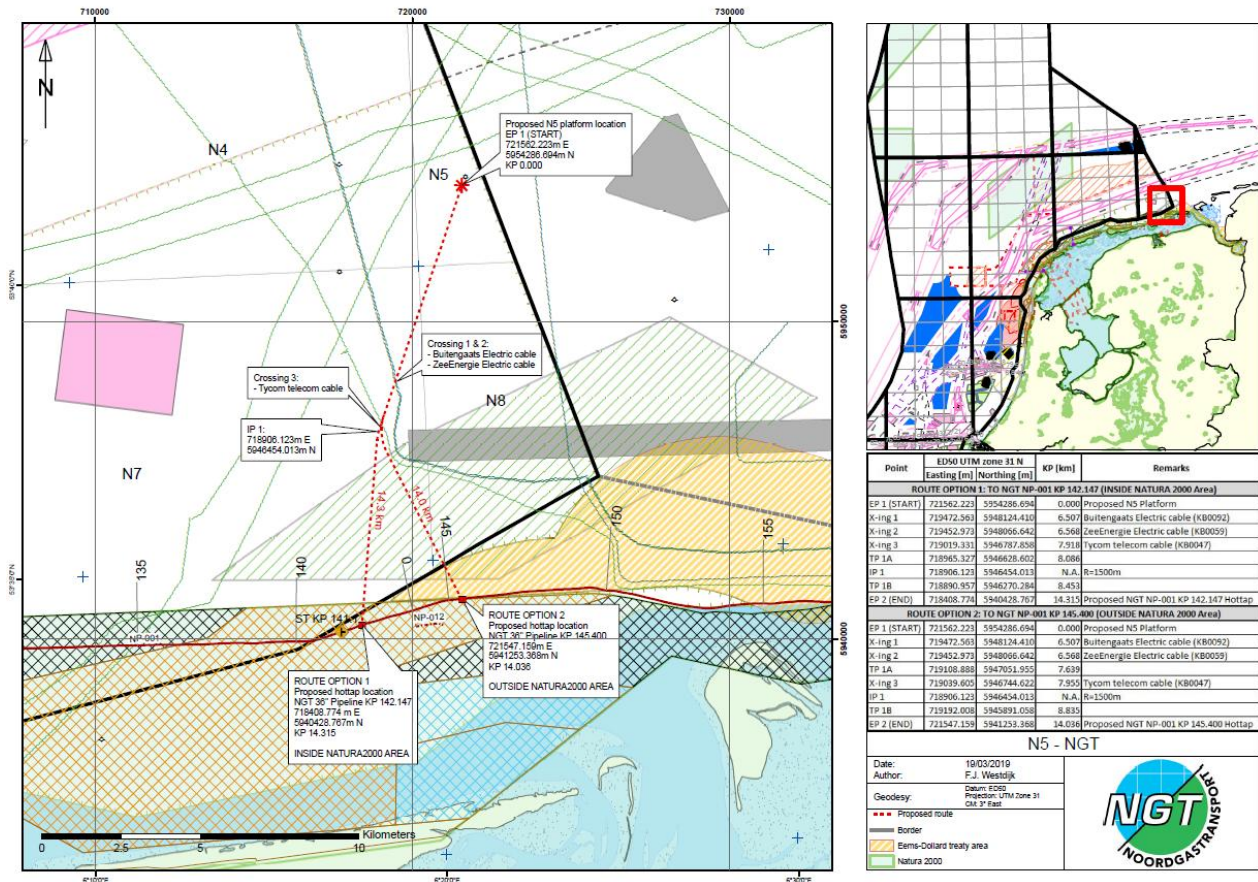 710000
720000
730000
N
N4
N5
Proposed N5 platform location
EP 1 (START)
721562.223m E
5954286.694m N
KP 0.000
53°40'0"N
5950000
Crossing 1 & 2:
- Buitengaats Electric cable
- ZeeEnergie Electric cable
Crossing 3:
- Tycom telecom cable
N8
IP 1:
718906.123m E
5946454.013m N
N7
14.3 km
14.0 km
135
140
0
145
150
155
ST KP 141.1
NP-001
NP-012
5940000
ROUTE OPTION 2
Proposed hottap location
NGT 36" Pipeline KP 145.400
721547.159m E
5941253.368m N
KP 14.036
OUTSIDE NATURA2000 AREA
ROUTE OPTION 1
Proposed hottap location
NGT 36" Pipeline KP 142.147
718408.774 m E
5940428.767m N
KP 14.315
INSIDE NATURA2000 AREA
Kilometers
0 2.5 5 10
6°10'0"E
6°20'0"E
6°30'0"E
Point ED50 UTM zone 31 N KP [km] Remarks
Easting [m] Northing [m]
ROUTE OPTION 1: TO NGT NP-001 KP 142.147 (INSIDE NATURA 2000 Area)
EP 1 (START) 721562.223 5954286.694 0.000 Proposed N5 Platform
X-ing 1 719472.563 5948124.410 6.507 Buitengaats Electric cable (KB0092)
X-ing 2 719452.973 5948066.642 6.568 ZeeEnergie Electric cable (KB0059)
X-ing 3 719019.331 5946787.858 7.918 Tycom telecom cable (KB0047)
TP 1A 718965.327 5946628.602 8.086
IP 1 718906.123 5946454.013 N.A. R=1500m
TP 1B 718890.957 5946270.284 8.453
EP 2 (END) 718408.774 5940428.767 14.315 Proposed NGT NP-001 KP 142.147 Hottap
ROUTE OPTION 2: TO NGT NP-001 KP 145.400 (OUTSIDE NATURA 2000 Area)
EP 1 (START) 721562.223 5954286.694 0.000 Proposed N5 Platform
X-ing 1 719472.563 5948124.410 6.507 Buitengaats Electric cable (KB0092)
X-ing 2 719452.973 5948066.642 6.568 ZeeEnergie Electric cable (KB0059)
TP 1A 719108.888 5947051.955 7.639
X-ing 3 719039.605 5946744.622 7.955 Tycom telecom cable (KB0047)
IP 1 718906.123 5946454.013 N.A. R=1500m
TP 1B 719192.008 5945891.058 8.835
EP 2 (END) 721547.159 5941253.368 14.036 Proposed NGT NP-001 KP 145.400 Hottap
N5 - NGT
Date: 19/03/2019
Author: F.J. Westdijk
Geodesy: Datum: ED50
Projection: UTM Zone 31
CM: 3° East
Proposed route
Border
Eems-Dollard treaty area
Natura 2000
NGT
NOORDGASTRANSPORT